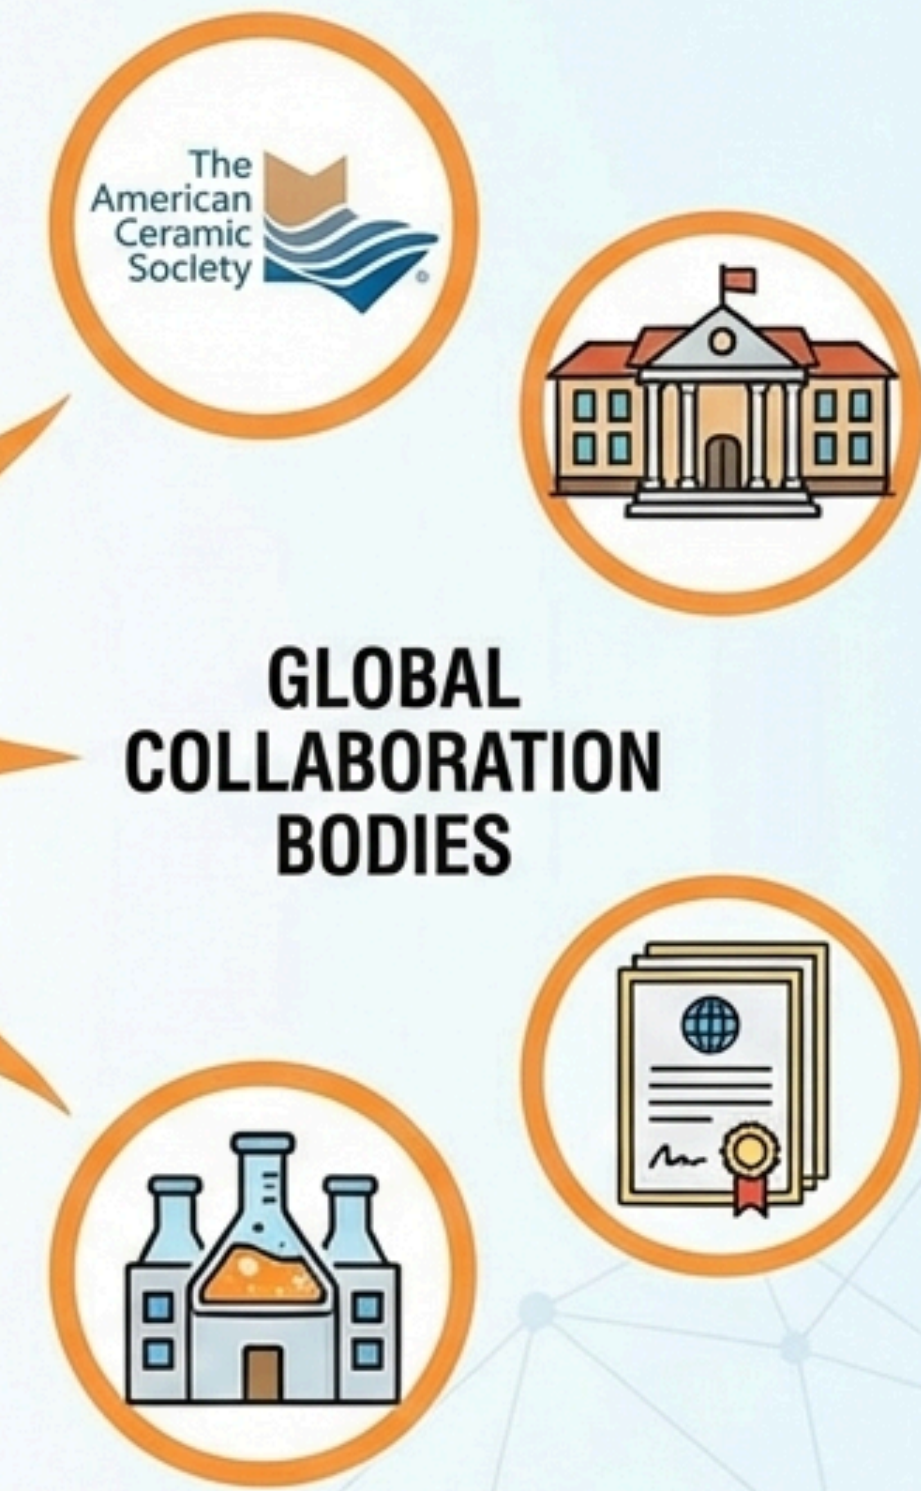 The
American
Ceramic
Society
GLOBAL
COLLABORATION
BODIES